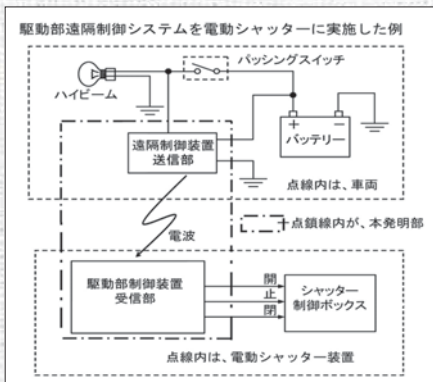 駆動部遠隔制御システムを電動シャッターに実施した例
パッシングスイッチ
ハイビーム
+ −
バッテリー
遠隔制御装置
送信部
点線内は、車両
電波
点鎖線内が、本発明部
駆動部制御装置
受信部
開
止
閉
シャッター
制御ボックス
点線内は、電動シャッター装置